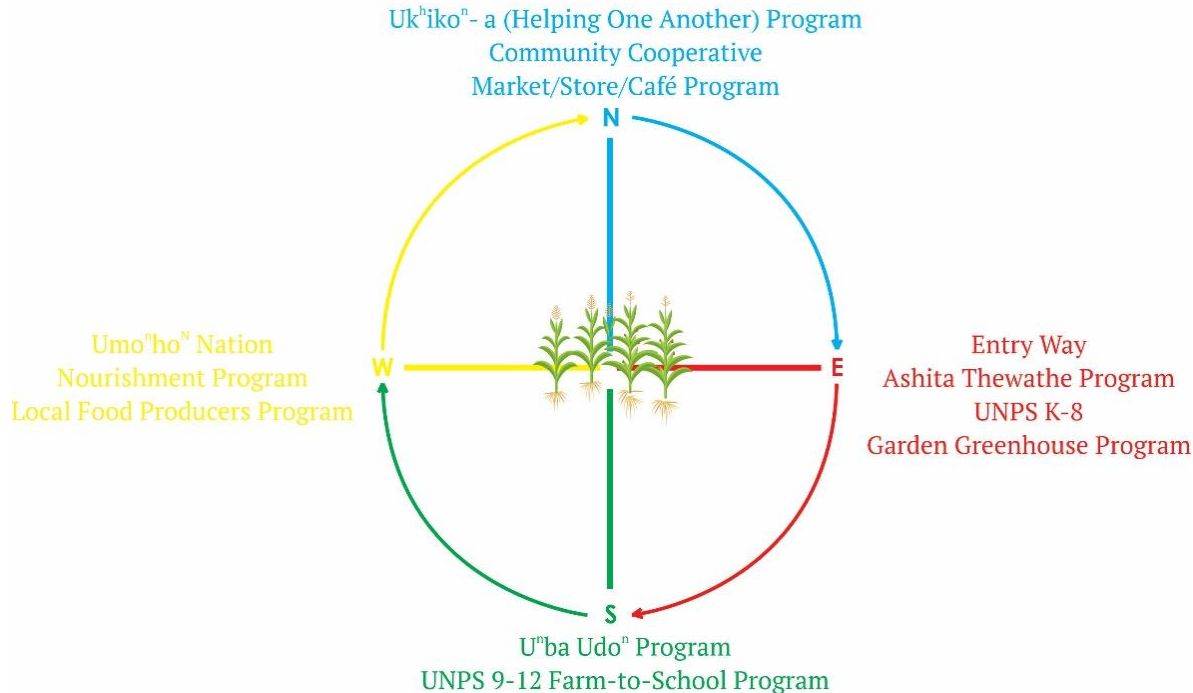 Ukʰikoⁿ- a (Helping One Another) Program
Community Cooperative
Market/Store/Café Program
N
Umoⁿhoᴺ Nation
Nourishment Program
Local Food Producers Program
W
E
Entry Way
Ashita Thewathe Program
UNPS K-8
Garden Greenhouse Program
S
Uⁿba Udoⁿ Program
UNPS 9-12 Farm-to-School Program